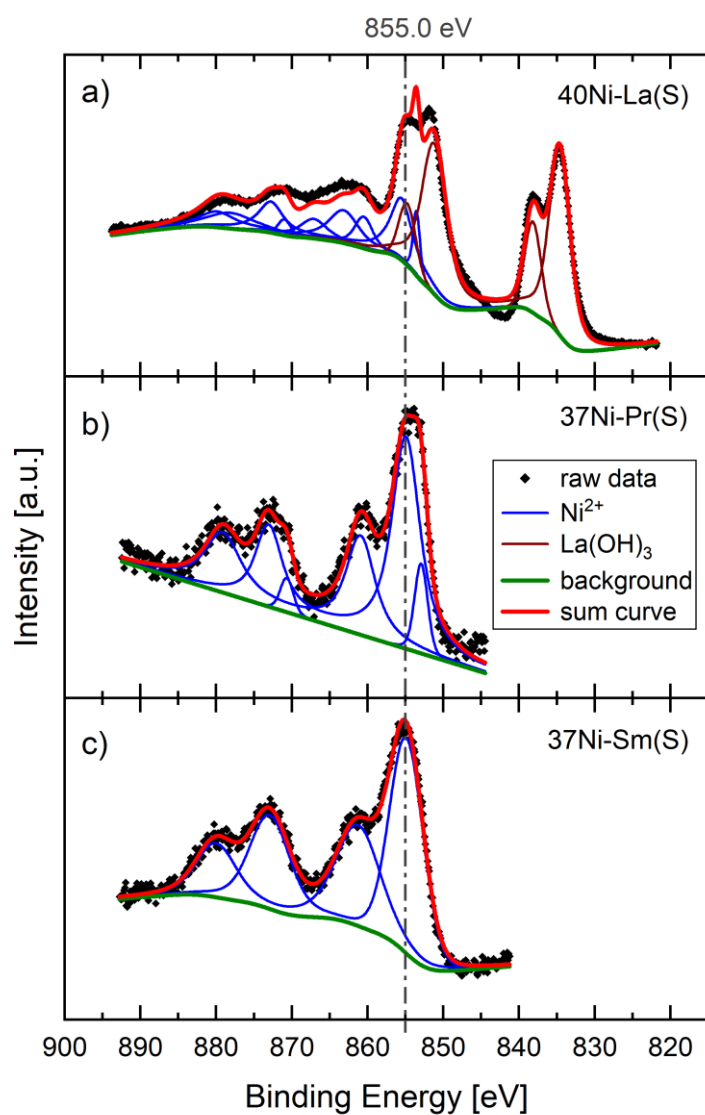 855.0 eV
a)
40Ni-La(S)
b)
37Ni-Pr(S)
raw data
Ni²⁺
La(OH)₃
background
sum curve
c)
37Ni-Sm(S)
Intensity [a.u.]
900 890 880 870 860 850 840 830 820
Binding Energy [eV]